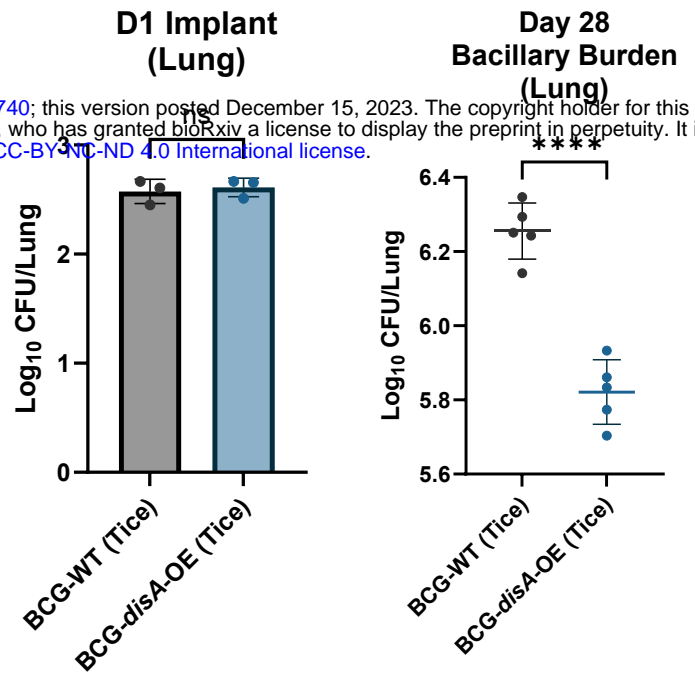 D1 Implant
(Lung)
Day 28
Bacillary Burden
(Lung)
740; this version posted December 15, 2023. The copyright holder for this
, who has granted bioRxiv a license to display the preprint in perpetuity. It i
CC-BY-NC-ND 4.0 International license.
ns
****
Log10 CFU/Lung
3
2
1
0
BCG-WT (Tice)
BCG-disA-OE (Tice)
Log10 CFU/Lung
6.4
6.2
6.0
5.8
5.6
BCG-WT (Tice)
BCG-disA-OE (Tice)